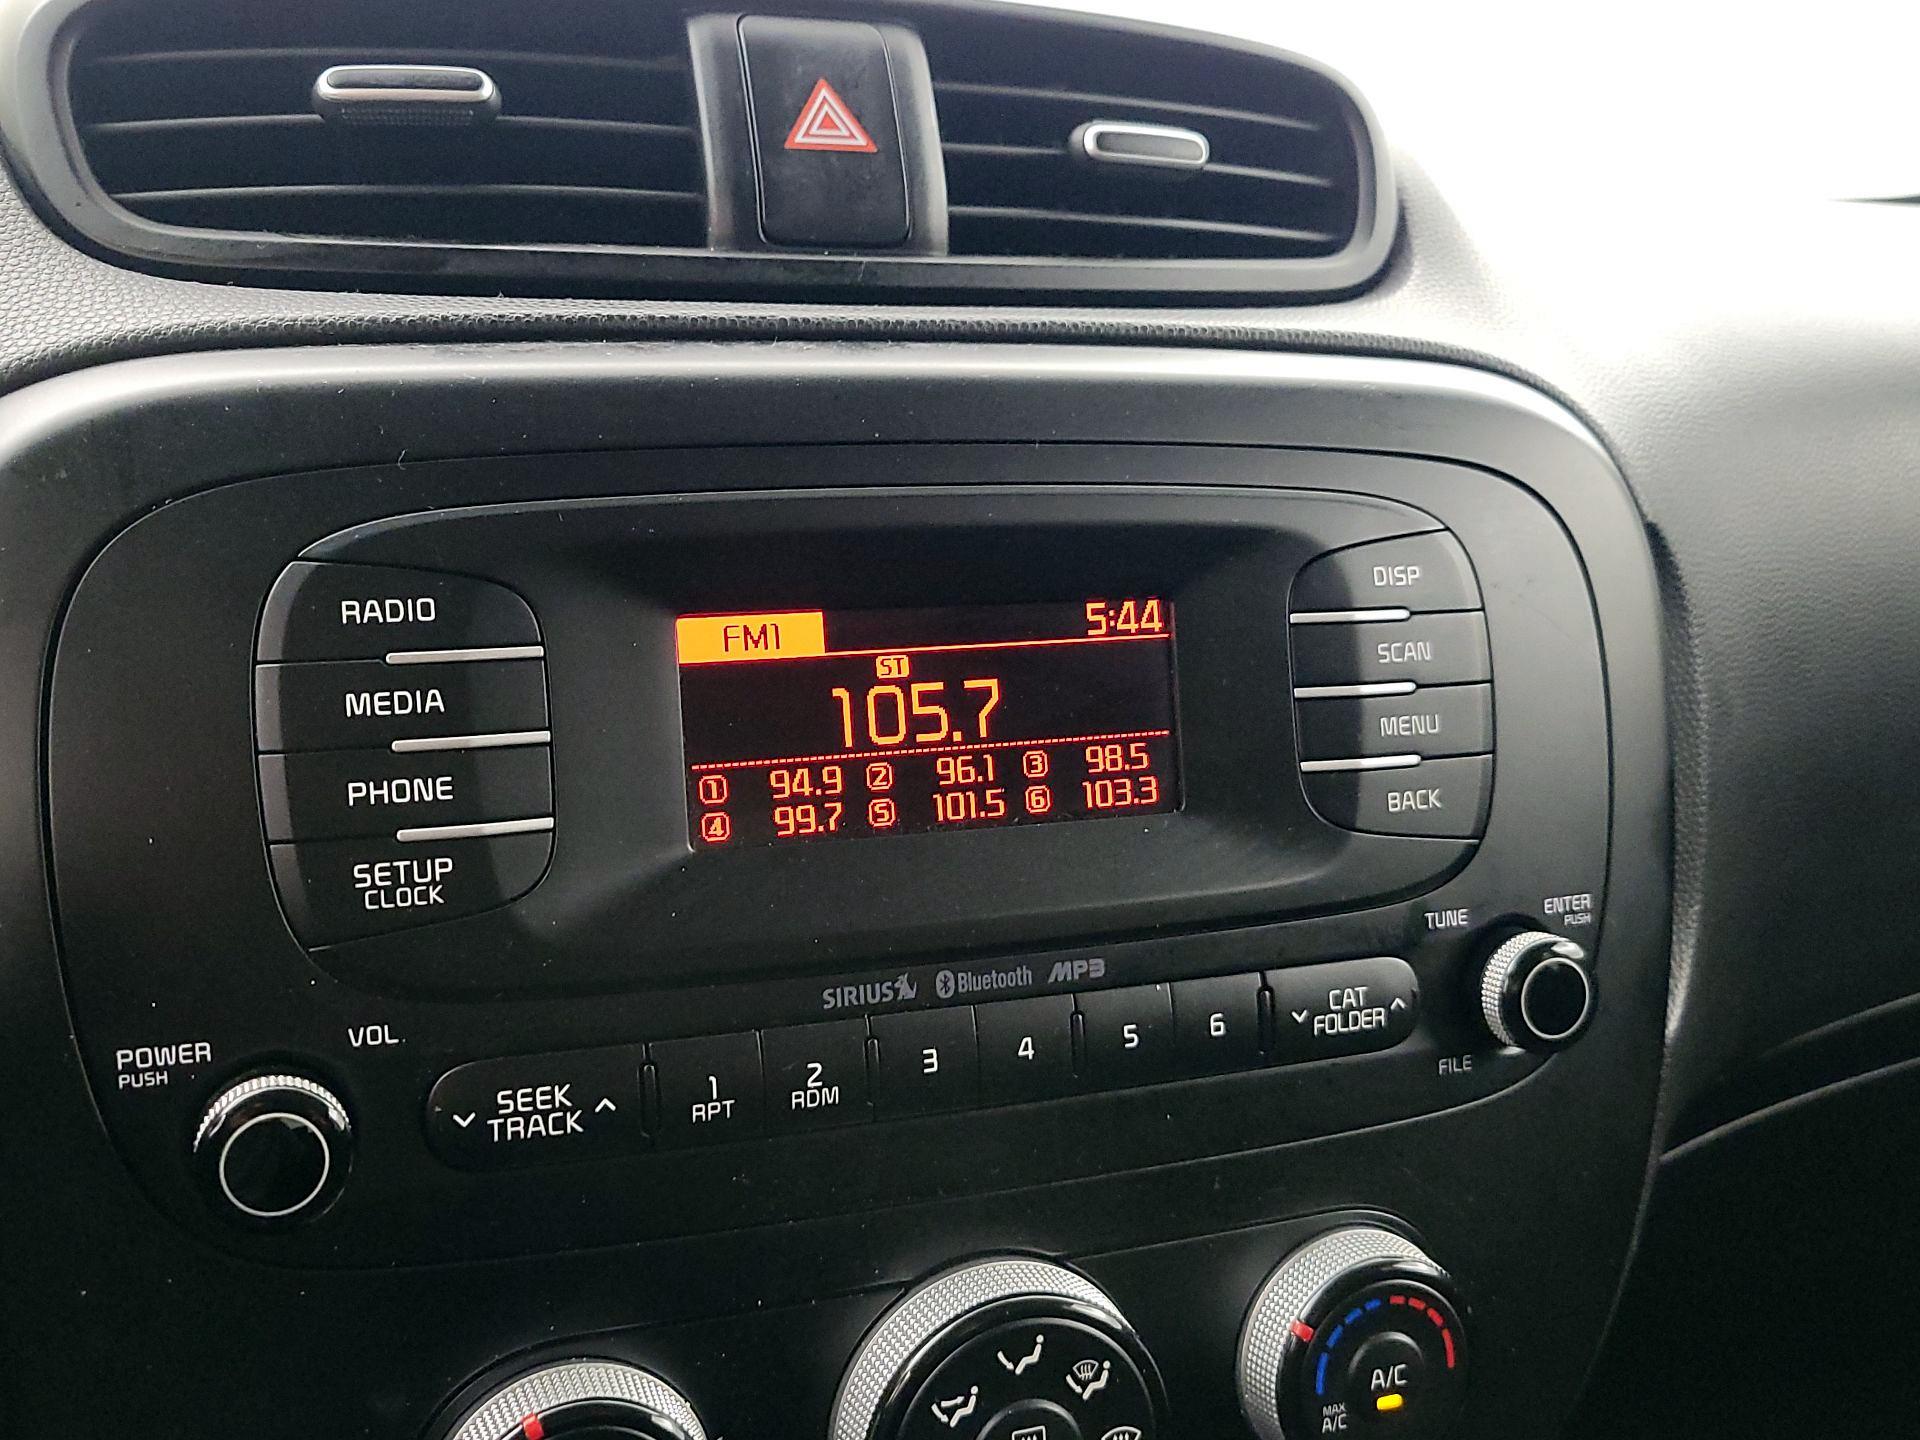 FM1 5:44
ST
105.7
1 94.9 2 96.1 3 98.5
4 99.7 5 101.5 6 103.3
RADIO
MEDIA
PHONE
SETUP
CLOCK
DISP
SCAN
MENU
BACK
TUNE
ENTER
PUSH
FILE
SIRIUS Bluetooth MP3
POWER
PUSH
VOL
SEEK
TRACK
1
RPT
2
RDM
3
4
5
6
CAT
FOLDER
A/C
MAX
A/C